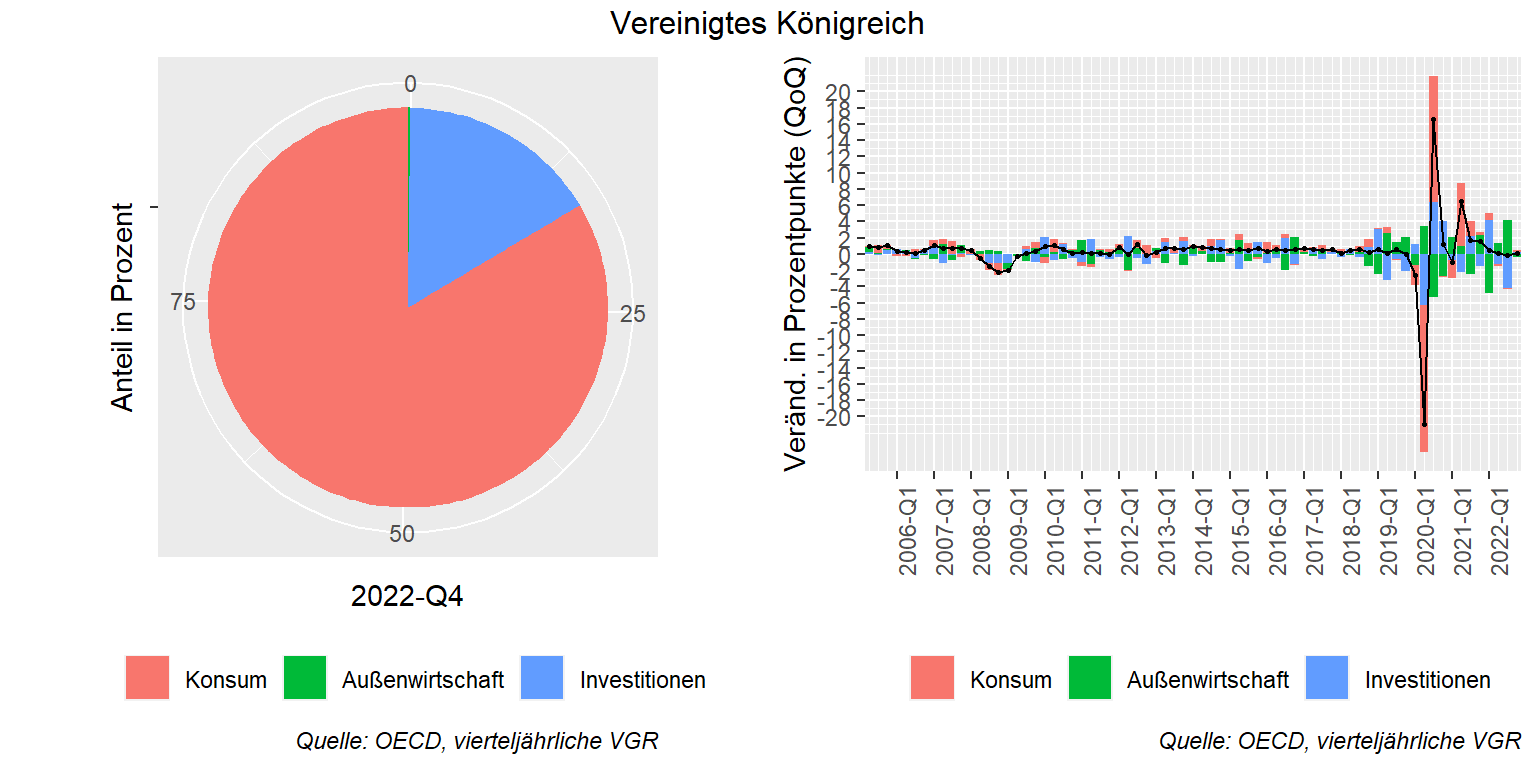 Vereinigtes Königreich
Anteil in Prozent
0
25
50
75
2022-Q4
Konsum
Außenwirtschaft
Investitionen
Quelle: OECD, vierteljährliche VGR
Veränd. in Prozentpunkte (QoQ)
20
18
16
14
12
10
8
6
4
2
0
-2
-4
-6
-8
-10
-12
-14
-16
-18
-20
2006-Q1
2007-Q1
2008-Q1
2009-Q1
2010-Q1
2011-Q1
2012-Q1
2013-Q1
2014-Q1
2015-Q1
2016-Q1
2017-Q1
2018-Q1
2019-Q1
2020-Q1
2021-Q1
2022-Q1
Konsum
Außenwirtschaft
Investitionen
Quelle: OECD, vierteljährliche VGR